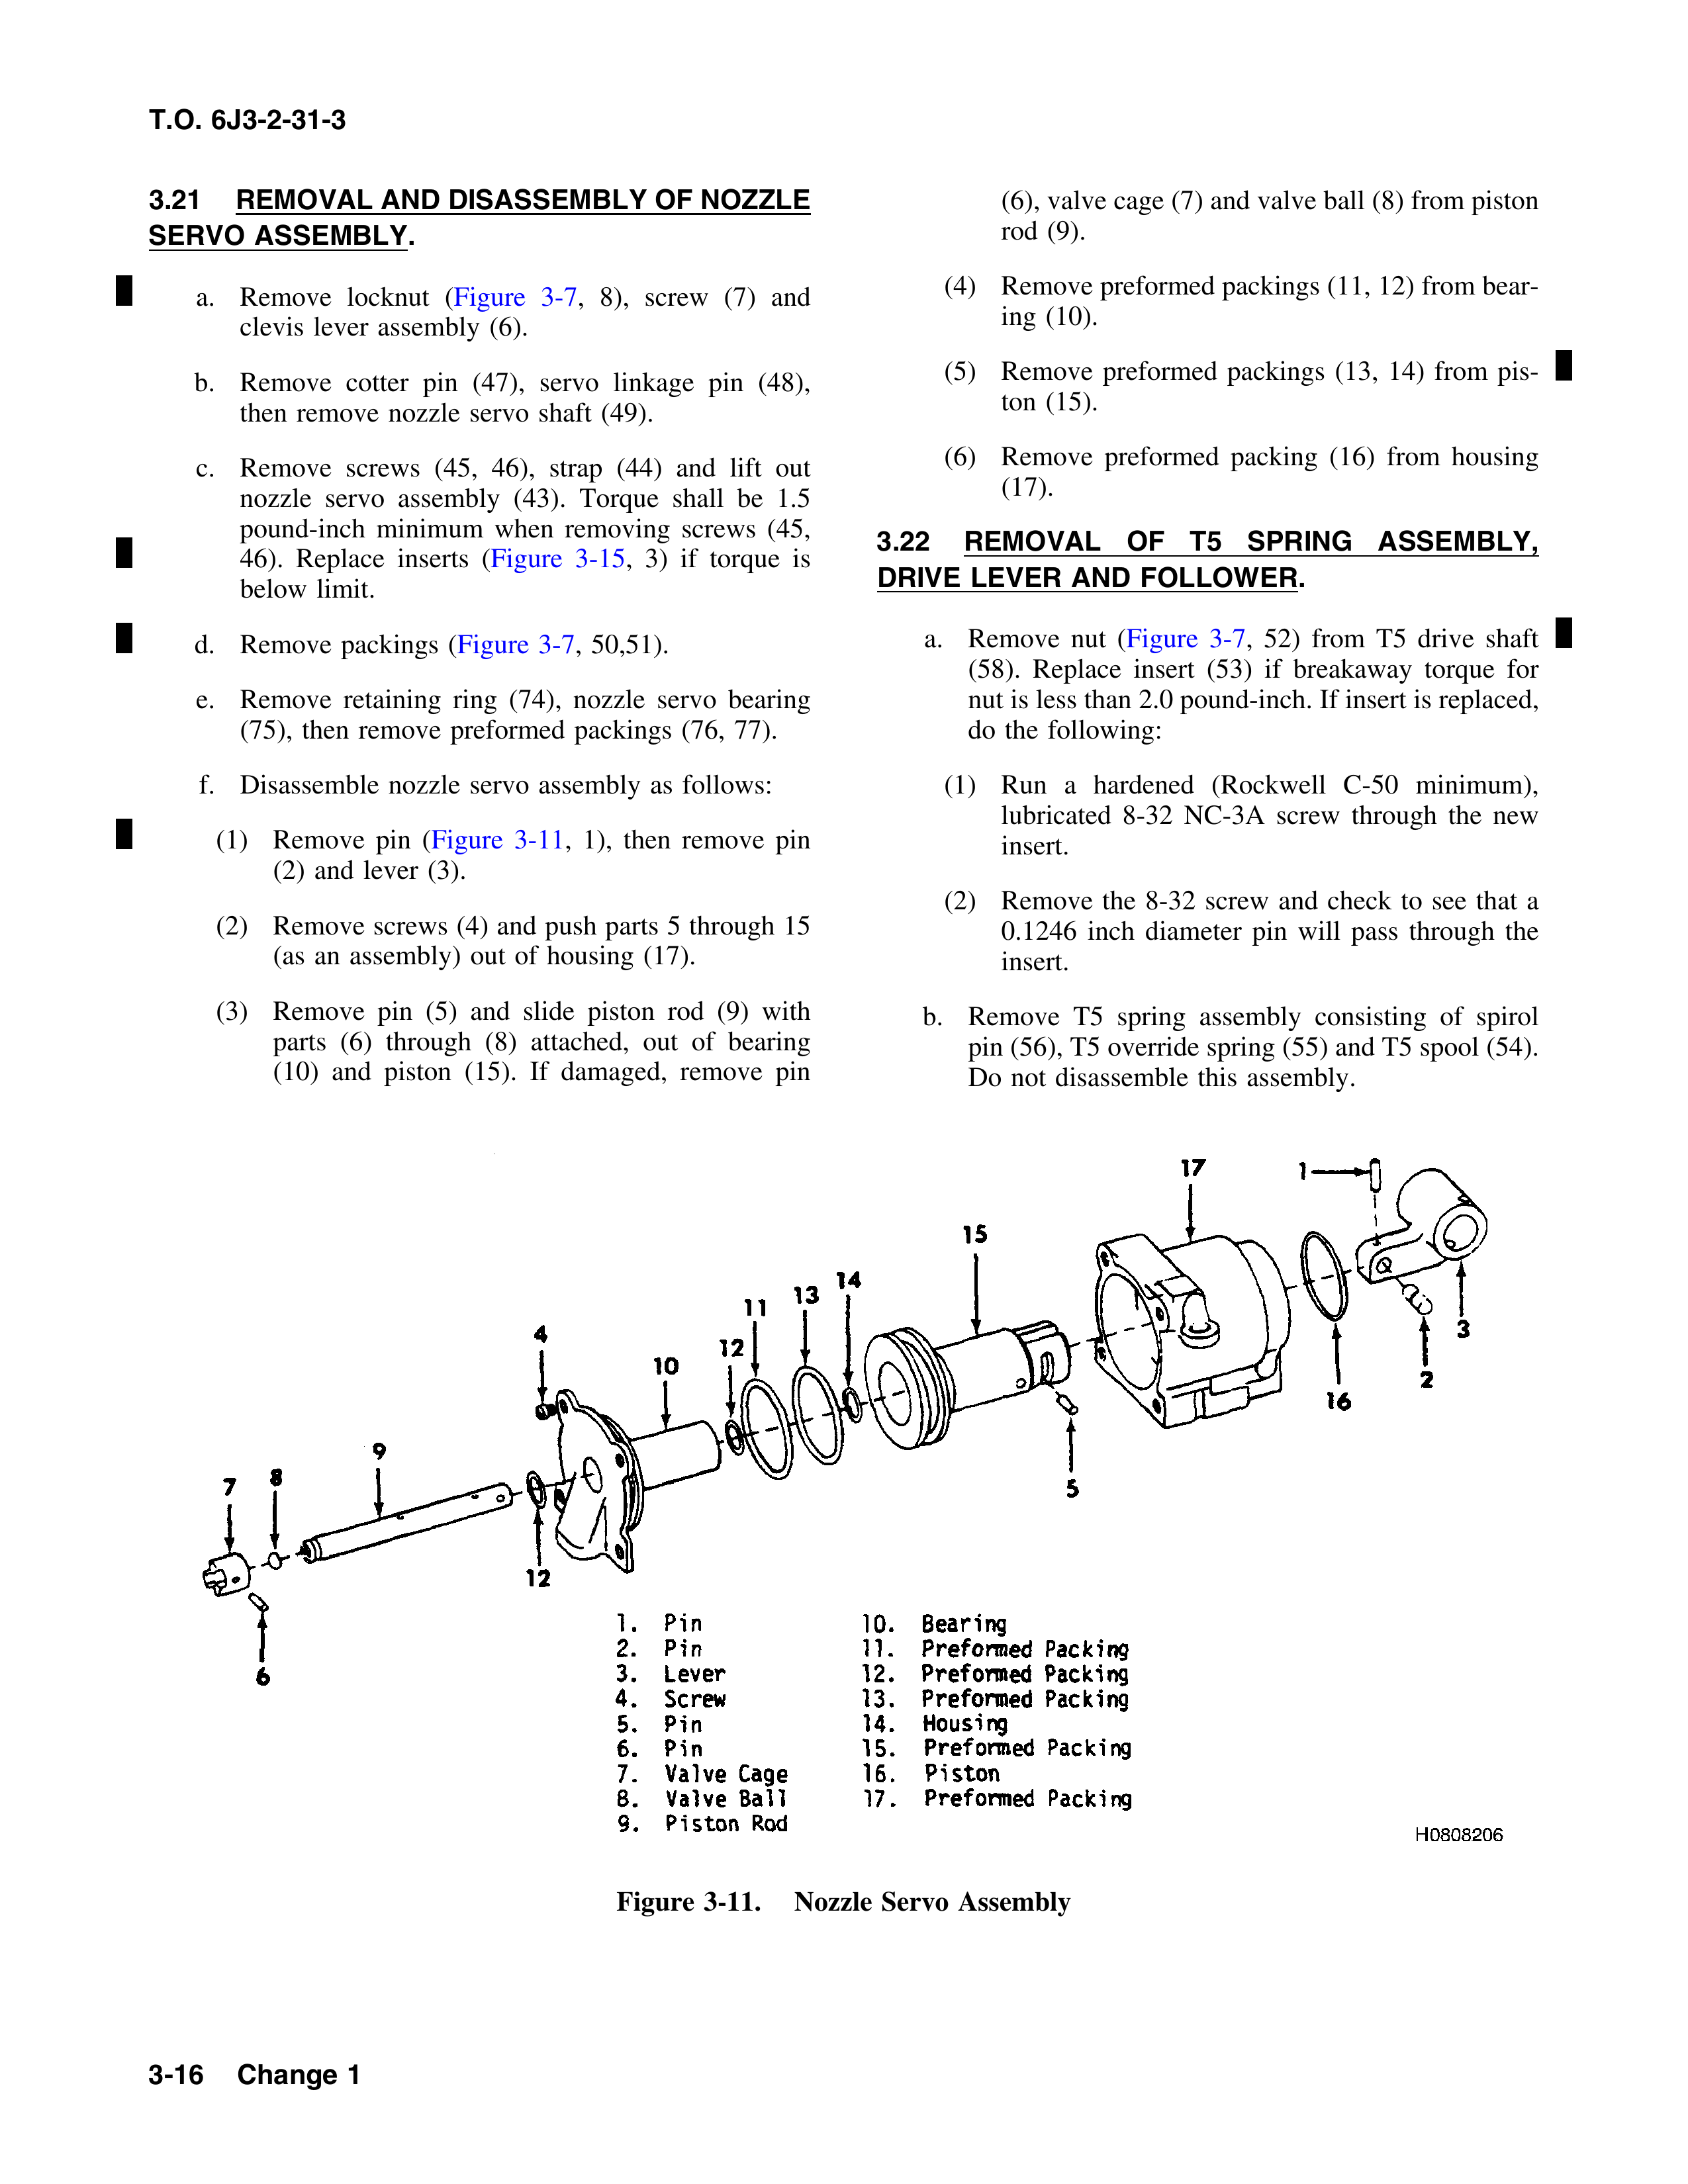 T.O. 6J3-2-31-3
3.21 REMOVAL AND DISASSEMBLY OF NOZZLE
SERVO ASSEMBLY.
a. Remove locknut (Figure 3-7, 8), screw (7) and
clevis lever assembly (6).
b. Remove cotter pin (47), servo linkage pin (48),
then remove nozzle servo shaft (49).
c. Remove screws (45, 46), strap (44) and lift out
nozzle servo assembly (43). Torque shall be 1.5
pound-inch minimum when removing screws (45,
46). Replace inserts (Figure 3-15, 3) if torque is
below limit.
d. Remove packings (Figure 3-7, 50,51).
e. Remove retaining ring (74), nozzle servo bearing
(75), then remove preformed packings (76, 77).
f. Disassemble nozzle servo assembly as follows:
(1) Remove pin (Figure 3-11, 1), then remove pin
(2) and lever (3).
(2) Remove screws (4) and push parts 5 through 15
(as an assembly) out of housing (17).
(3) Remove pin (5) and slide piston rod (9) with
parts (6) through (8) attached, out of bearing
(10) and piston (15). If damaged, remove pin
(6), valve cage (7) and valve ball (8) from piston
rod (9).
(4) Remove preformed packings (11, 12) from bear-
ing (10).
(5) Remove preformed packings (13, 14) from pis-
ton (15).
(6) Remove preformed packing (16) from housing
(17).
3.22 REMOVAL OF T5 SPRING ASSEMBLY,
DRIVE LEVER AND FOLLOWER.
a. Remove nut (Figure 3-7, 52) from T5 drive shaft
(58). Replace insert (53) if breakaway torque for
nut is less than 2.0 pound-inch. If insert is replaced,
do the following:
(1) Run a hardened (Rockwell C-50 minimum),
lubricated 8-32 NC-3A screw through the new
insert.
(2) Remove the 8-32 screw and check to see that a
0.1246 inch diameter pin will pass through the
insert.
b. Remove T5 spring assembly consisting of spirol
pin (56), T5 override spring (55) and T5 spool (54).
Do not disassemble this assembly.
17
1
15
14
13
11
12
4
10
3
2
16
9
8
7
5
12
6
1. Pin
2. Pin
3. Lever
4. Screw
5. Pin
6. Pin
7. Valve Cage
8. Valve Ball
9. Piston Rod
10. Bearing
11. Preformed Packing
12. Preformed Packing
13. Preformed Packing
14. Housing
15. Preformed Packing
16. Piston
17. Preformed Packing
H0808206
Figure 3-11. Nozzle Servo Assembly
3-16 Change 1